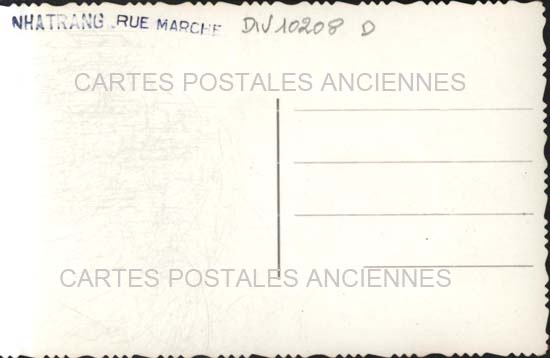 NHATRANG .RUE MARCHE DIV10208 D
CARTES POSTALES ANCIENNES
CARTES POSTALES ANCIENNES